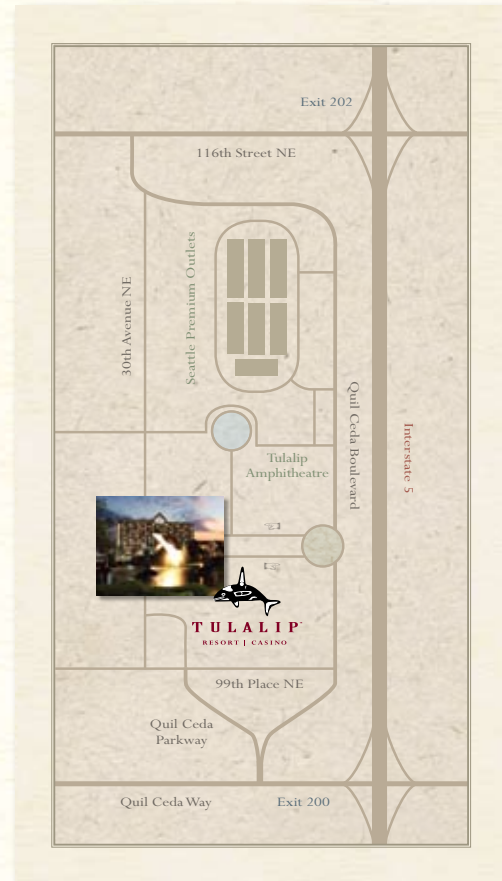 Exit 202
116th Street NE
Seattle Premium Outlets
30th Avenue NE
Quil Ceda Boulevard
Interstate 5
Tulalip
Amphitheatre
TULALIP
RESORT | CASINO
99th Place NE
Quil Ceda
Parkway
Quil Ceda Way
Exit 200